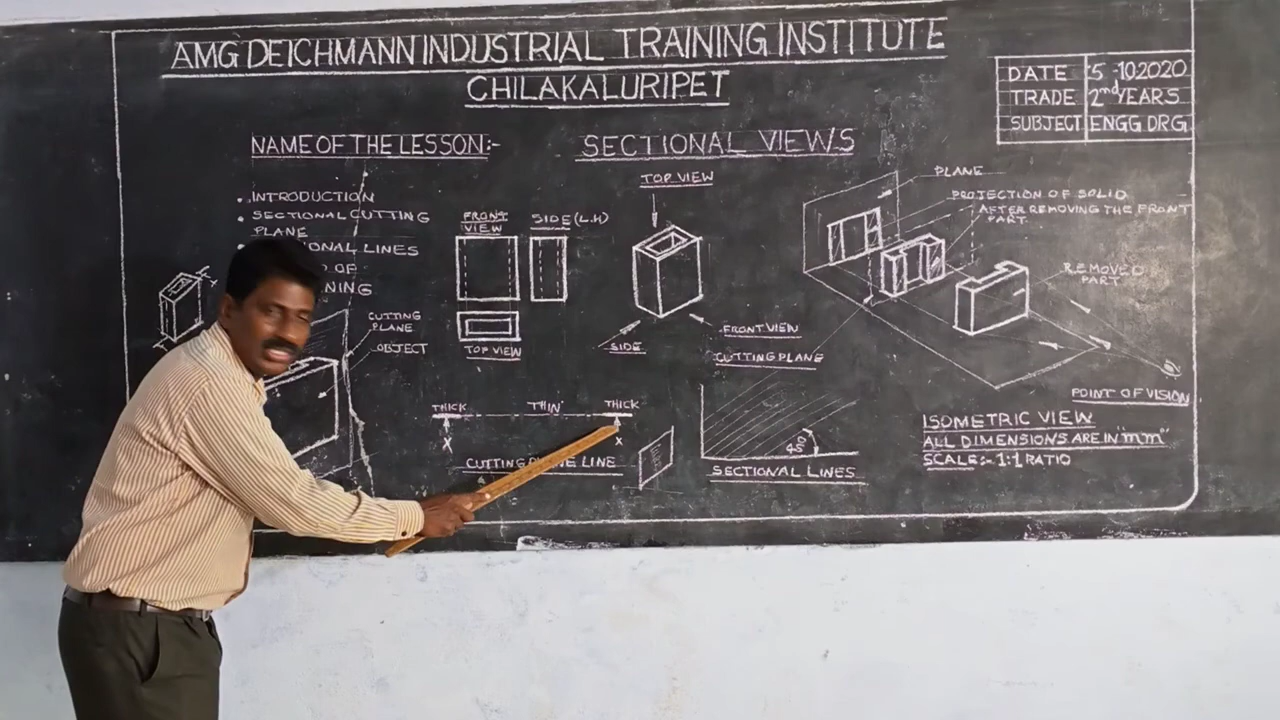 AMG DEICHMANN INDUSTRIAL TRAINING INSTITUTE
CHILAKALURIPET
DATE 5-10 2020
TRADE 2nd YEARS
SUBJECT ENGG DRG
NAME OF THE LESSON:-
SECTIONAL VIEWS
• INTRODUCTION
• SECTIONAL CUTTING
PLANE
LINES
OF
CUTTING
PLANE
OBJECT
FRONT
VIEW
SIDE (L.H)
TOP VIEW
TOP VIEW
FRONT VIEW
SIDE
PLANE
PROJECTION OF SOLID
AFTER REMOVING THE FRONT
PART
REMOVED
PART
POINT OF VISION
THICK THIN THICK
X X
CUTTING LINE
CUTTING PLANE
45°
SECTIONAL LINES
ISOMETRIC VIEW
ALL DIMENSIONS ARE IN "mm"
SCALE:- 1:1 RATIO